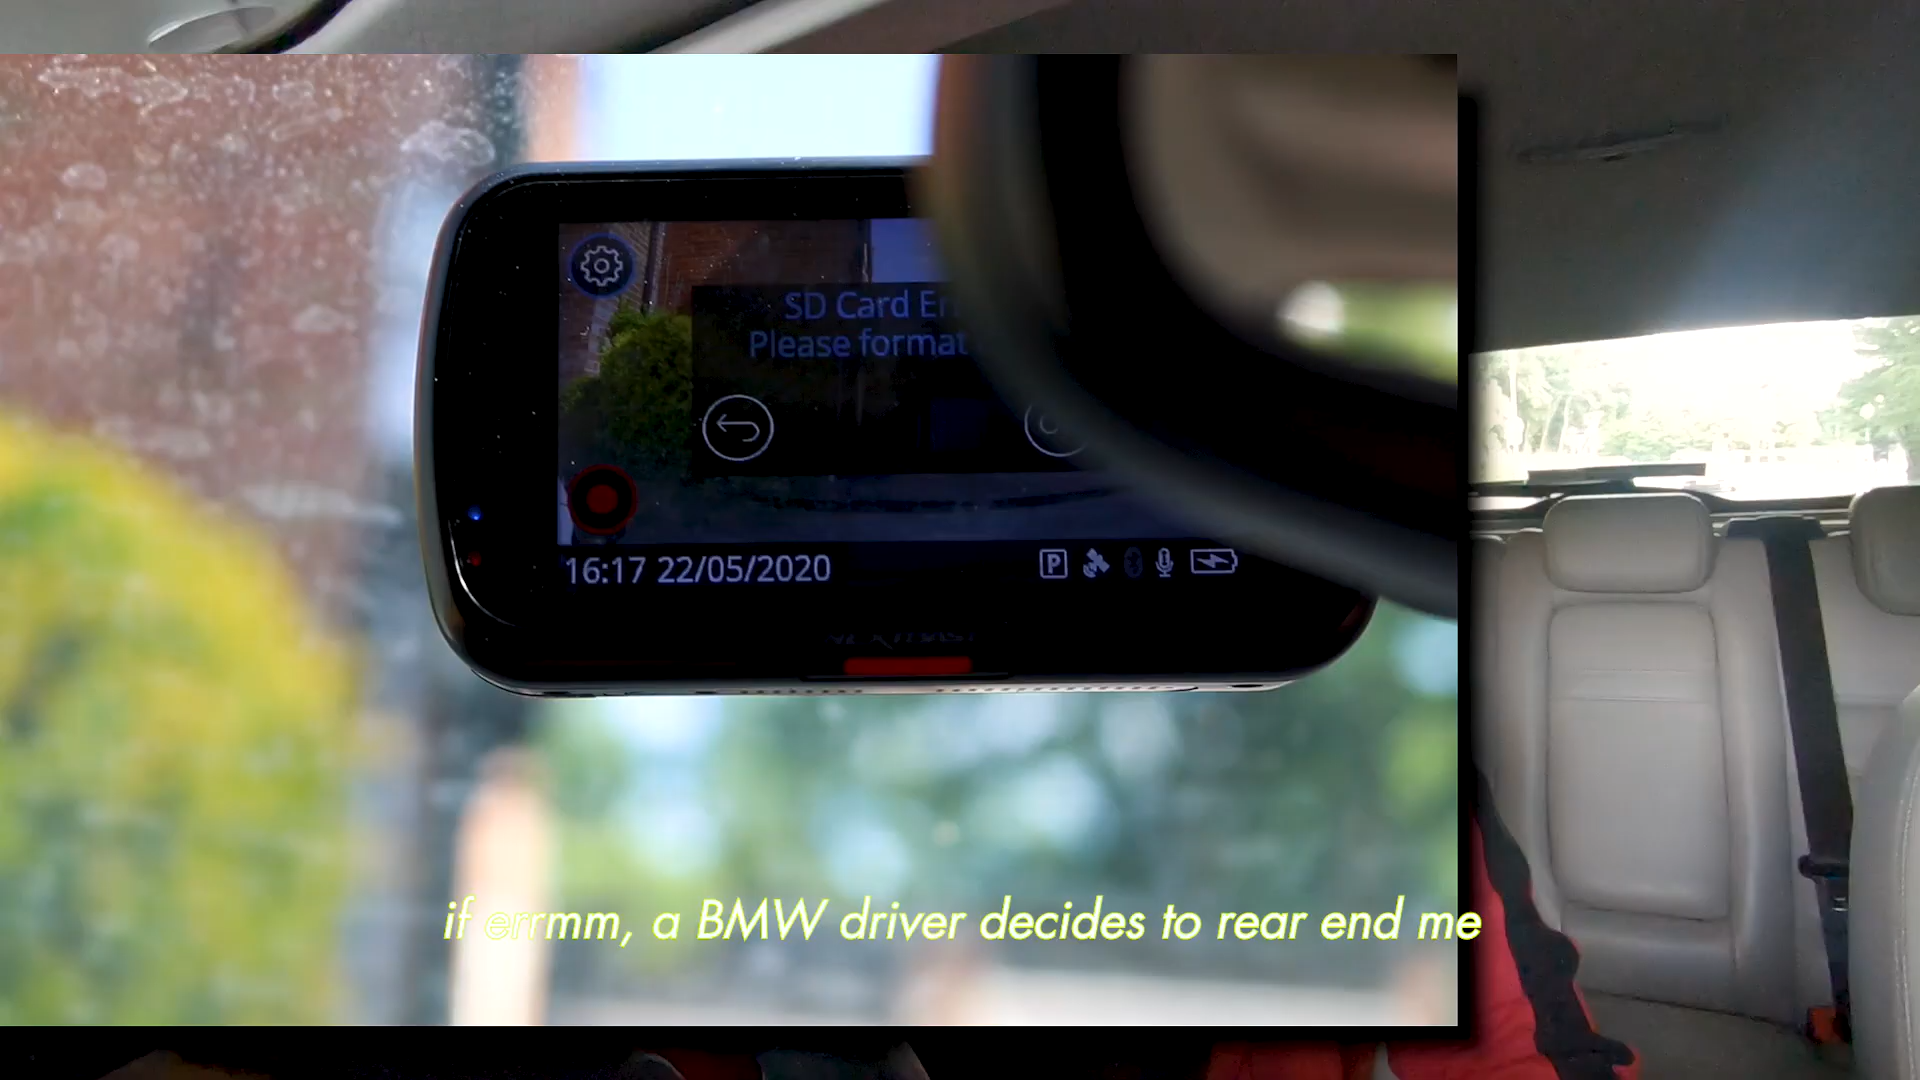 SD Card Er
Please format
16:17 22/05/2020
P
if errmm, a BMW driver decides to rear end me